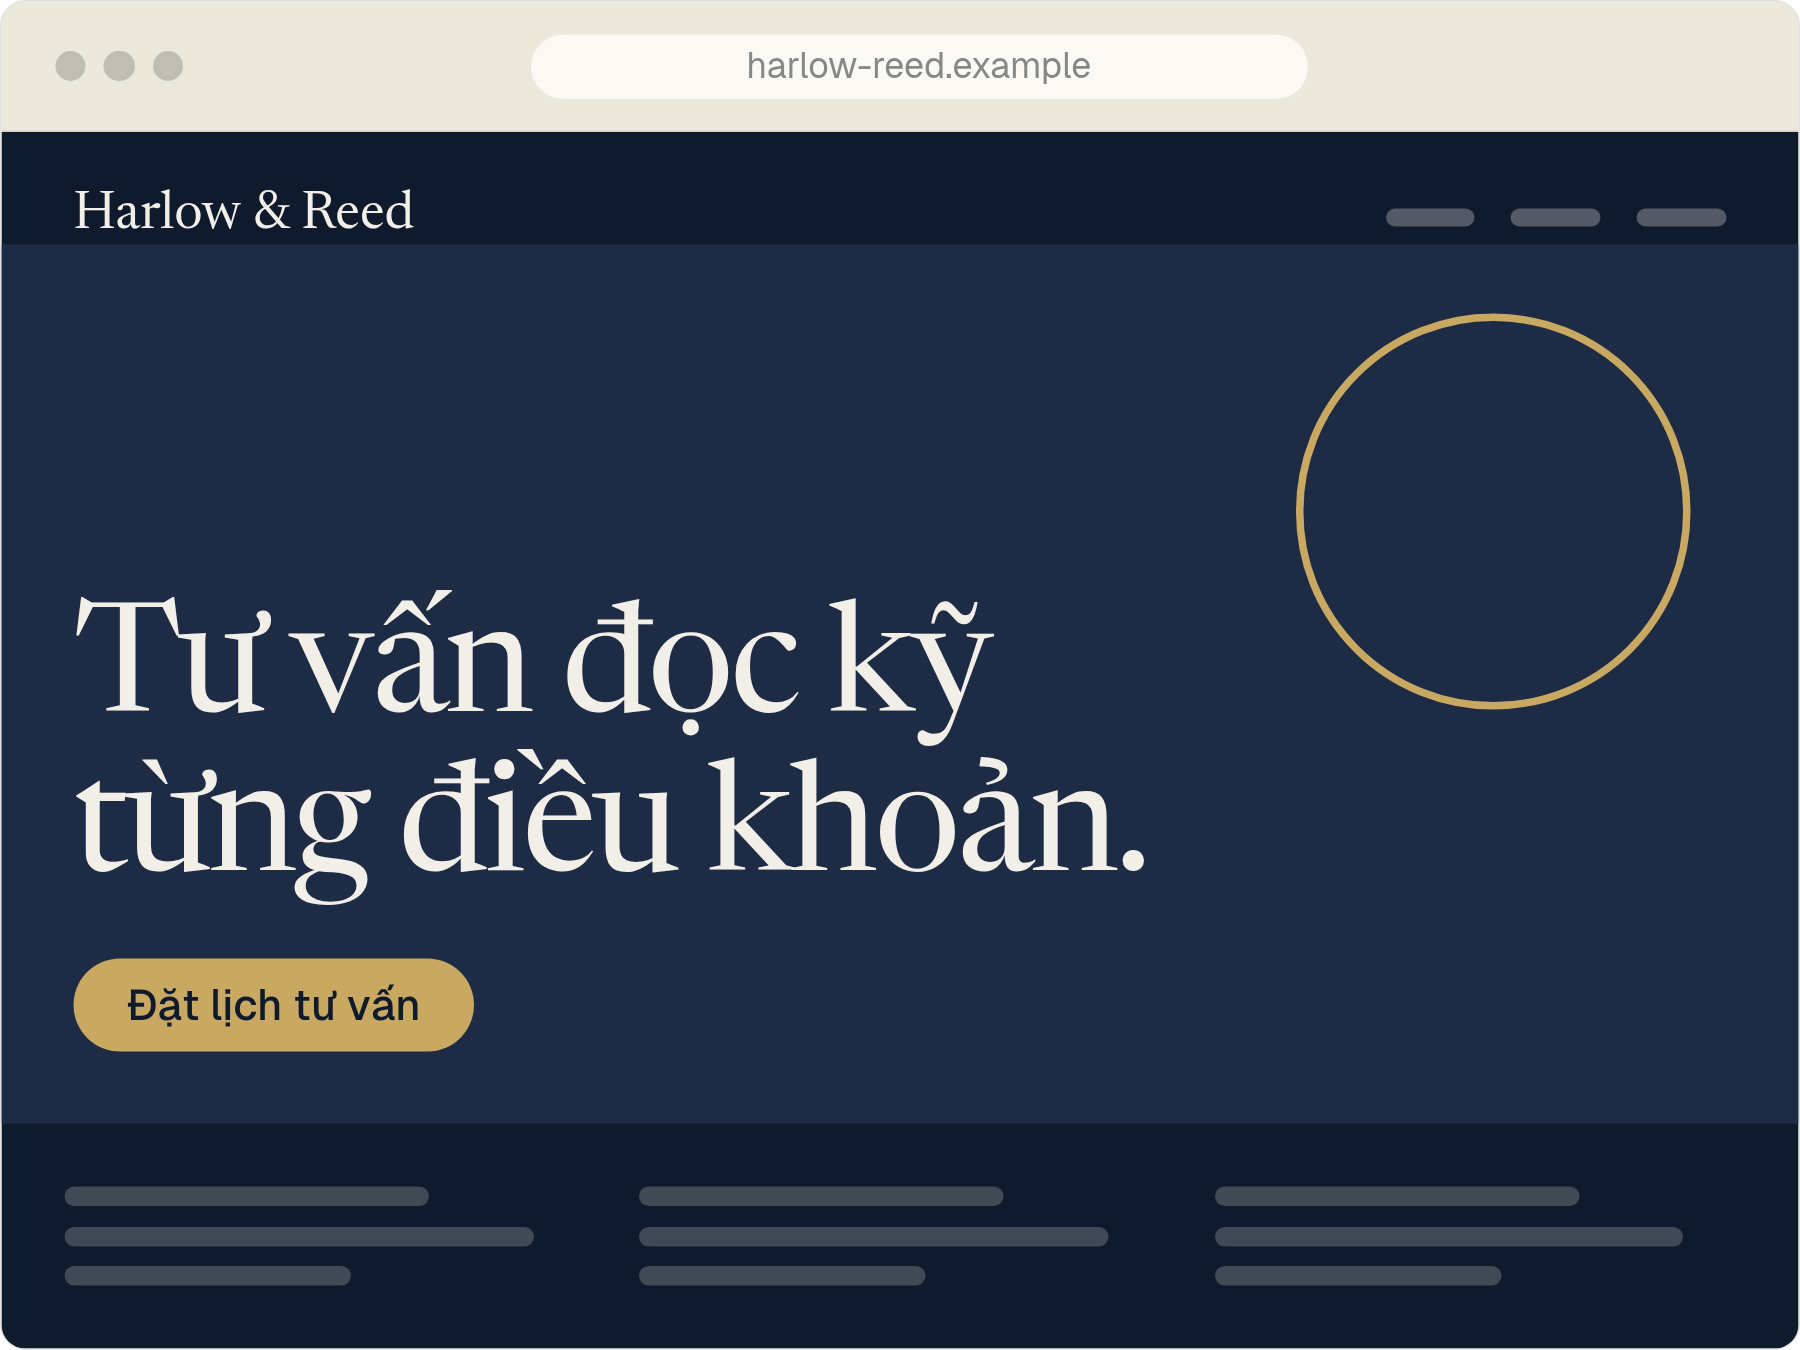 harlow-reed.example
Harlow & Reed
Tư vấn đọc kỹ
từng điều khoản.
Đặt lịch tư vấn